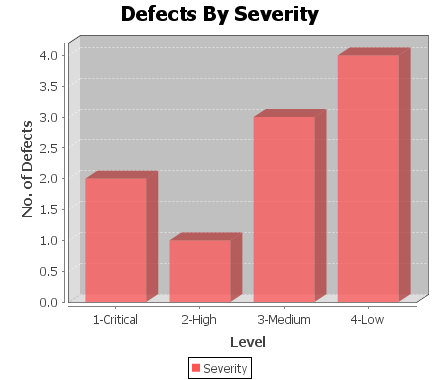 Defects By Severity
No. of Defects
4.0
3.5
3.0
2.5
2.0
1.5
1.0
0.5
0.0
1-Critical 2-High 3-Medium 4-Low
Level
Severity